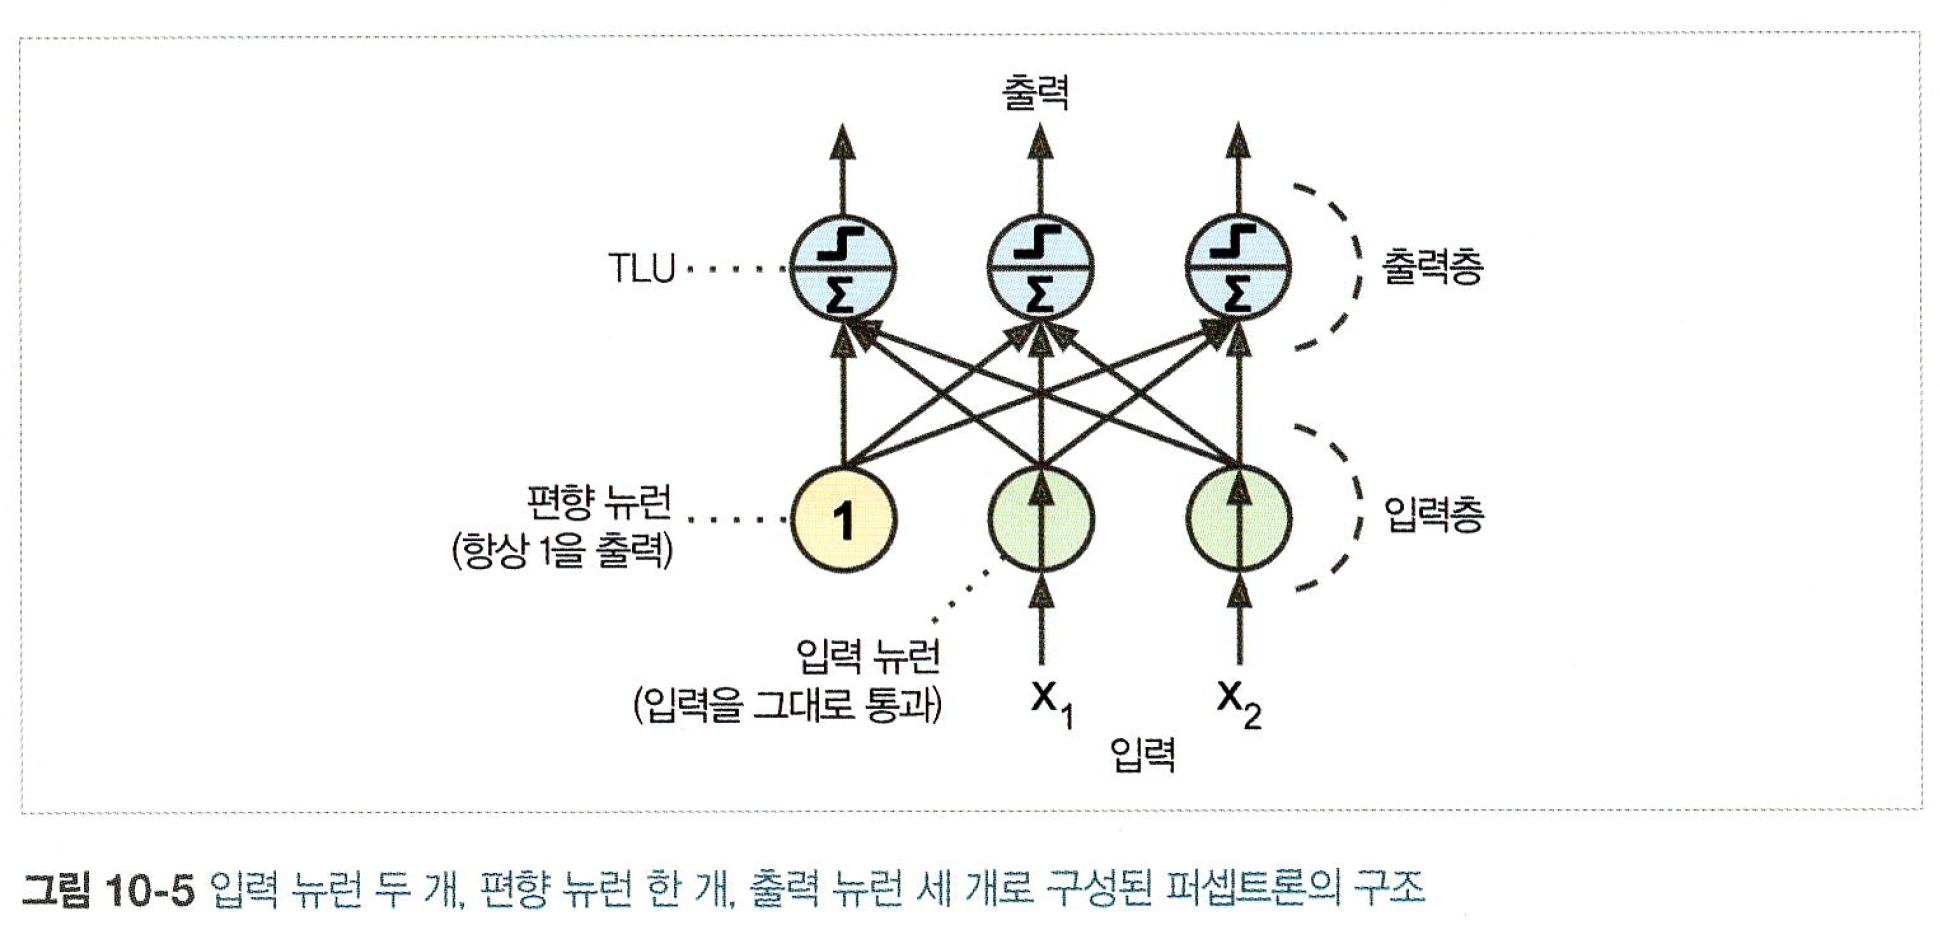 출력
TLU
Σ
Σ
Σ
출력층
편향 뉴런
(항상 1을 출력)
1
입력층
입력 뉴런
(입력을 그대로 통과)
x₁
x₂
입력
그림 10-5 입력 뉴런 두 개, 편향 뉴런 한 개, 출력 뉴런 세 개로 구성된 퍼셉트론의 구조